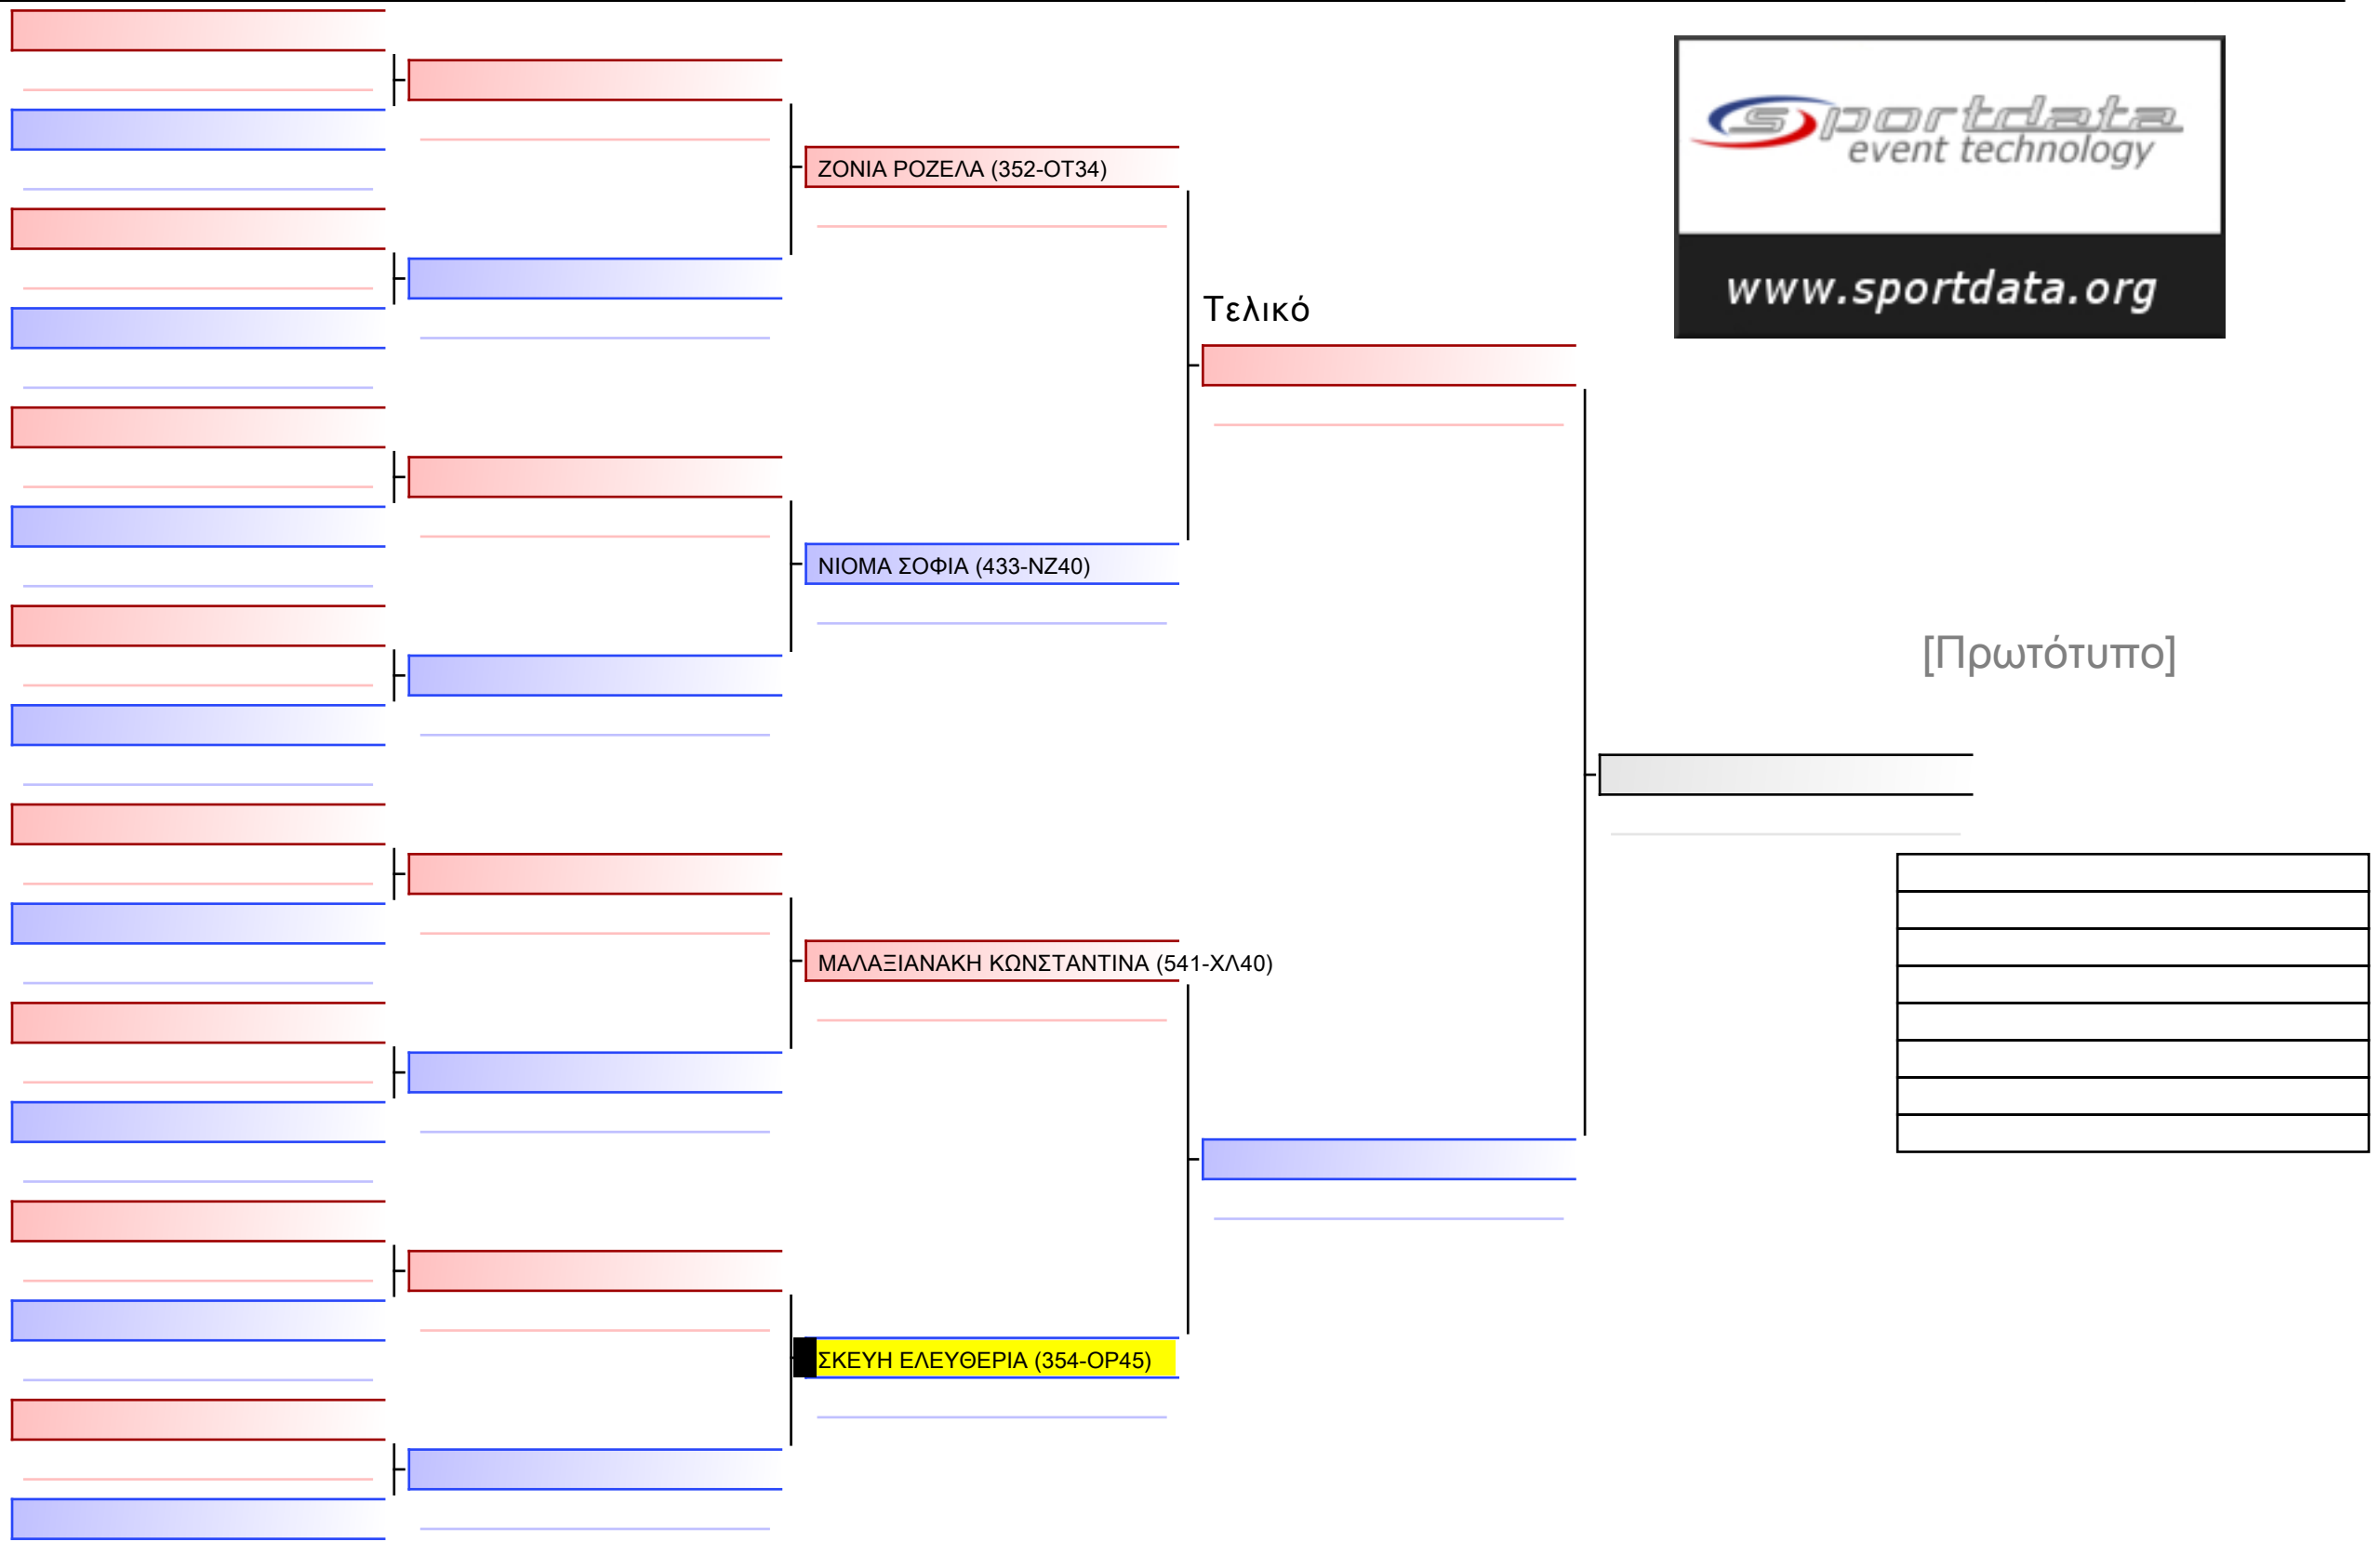 sportdata
event technology
www.sportdata.org
ΖΟΝΙΑ ΡΟΖΕΛΑ (352-ΟΤ34)
Τελικό
ΝΙΟΜΑ ΣΟΦΙΑ (433-ΝΖ40)
[Πρωτότυπο]
ΜΑΛΑΞΙΑΝΑΚΗ ΚΩΝΣΤΑΝΤΙΝΑ (541-ΧΛ40)
ΣΚΕΥΗ ΕΛΕΥΘΕΡΙΑ (354-ΟΡ45)